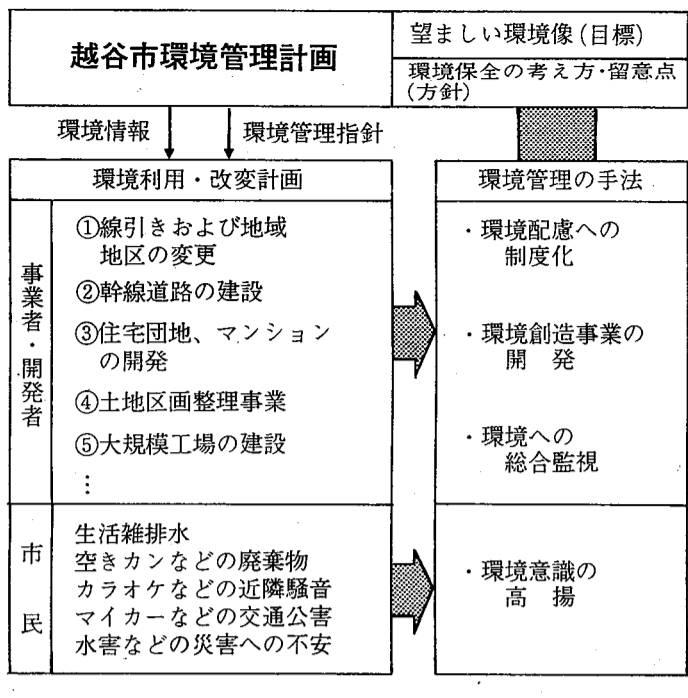 越谷市環境管理計画
望ましい環境像(目標)
環境保全の考え方・留意点
(方針)
環境情報
環境管理指針
環境利用・改変計画
事業者・開発者
①線引きおよび地域
地区の変更
②幹線道路の建設
③住宅団地、マンション
の開発
④土地区画整理事業
⑤大規模工場の建設
⋮
市民
生活雑排水
空きカンなどの廃棄物
カラオケなどの近隣騒音
マイカーなどの交通公害
水害などの災害への不安
環境管理の手法
・環境配慮への
制度化
・環境創造事業の
開発
・環境への
総合監視
・環境意識の
高揚